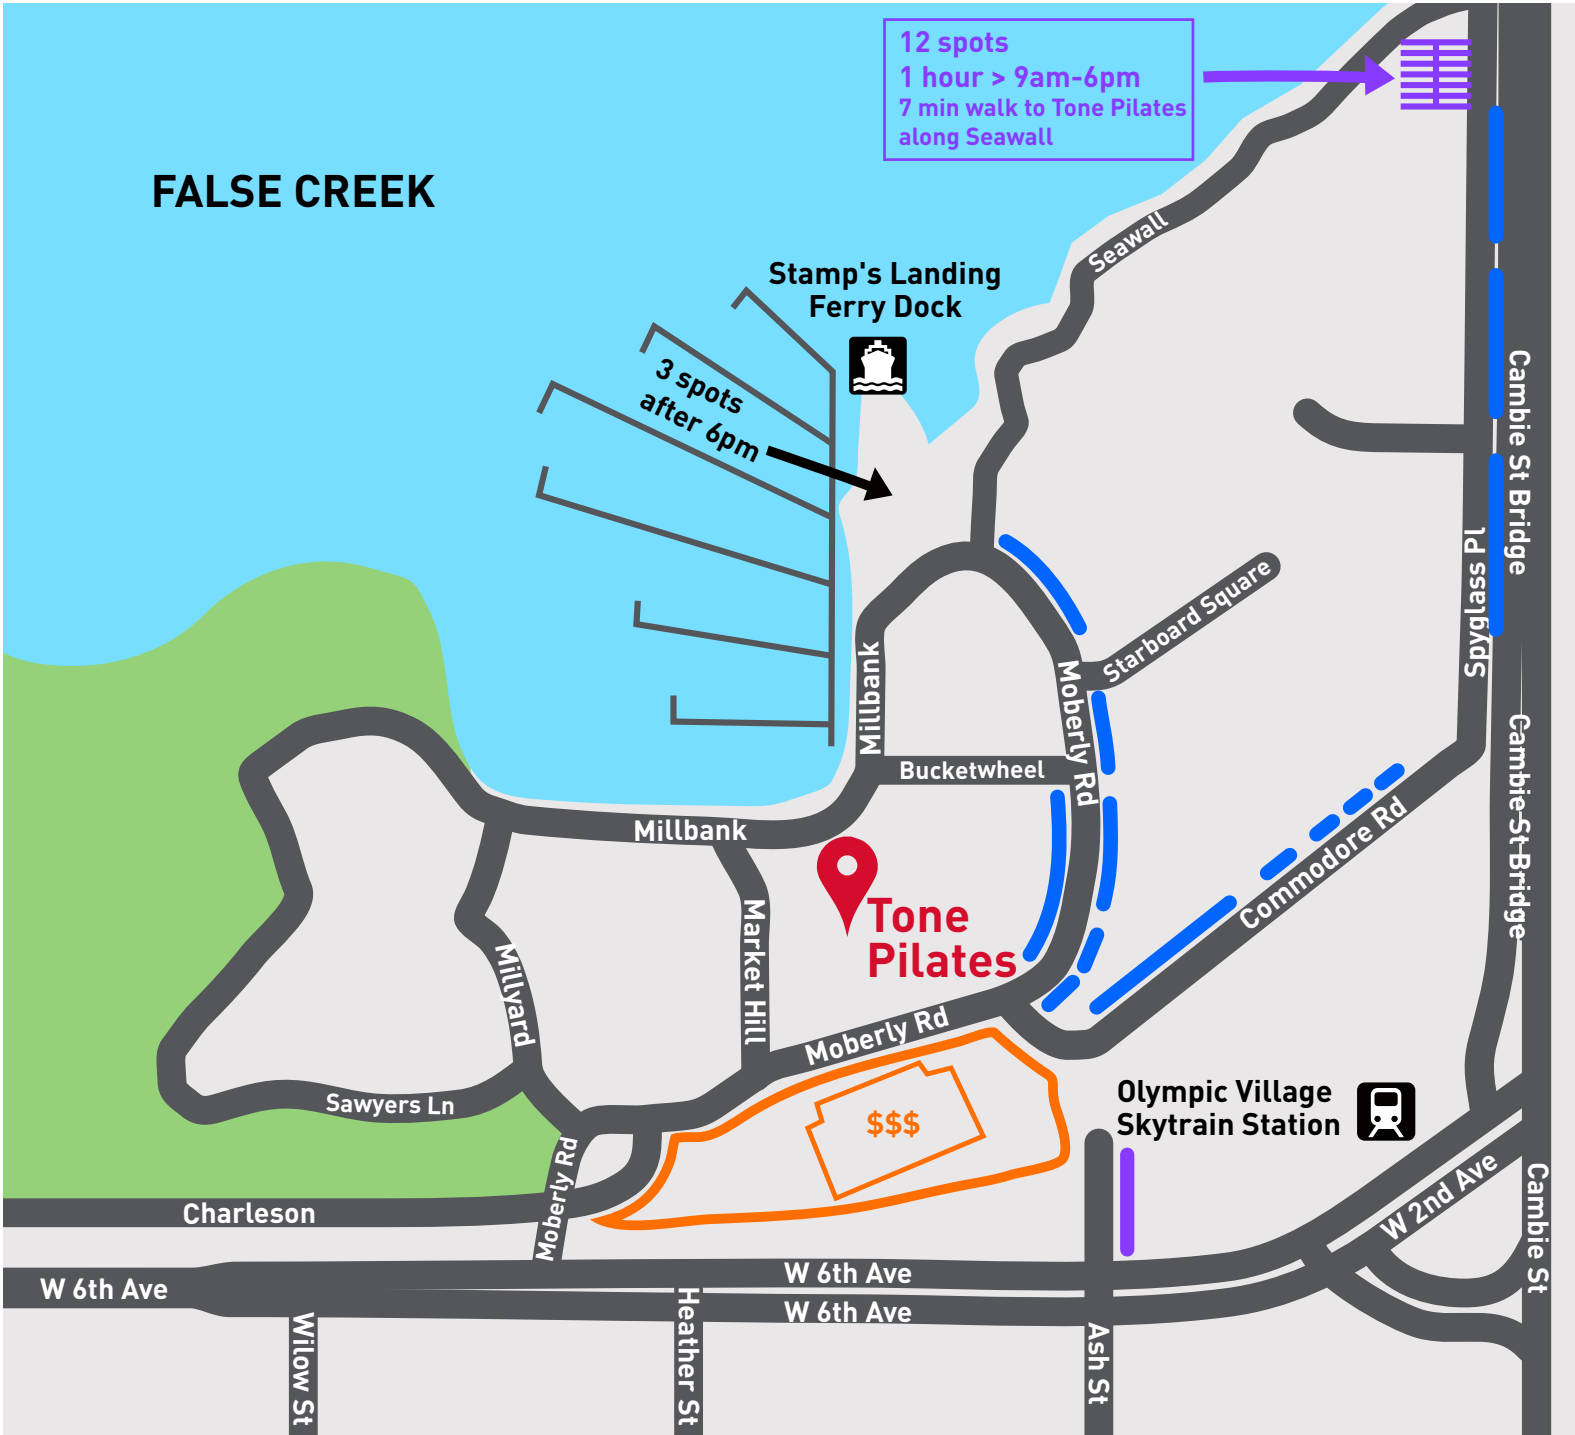 12 spots
1 hour > 9am-6pm
7 min walk to Tone Pilates
along Seawall
FALSE CREEK
Seawall
Stamp's Landing
Ferry Dock
3 spots
after 6pm
Cambie St Bridge
Spyglass Pl
Starboard Square
Millbank
Moberly Rd
Bucketwheel
Cambie St Bridge
Millbank
Commodore Rd
Tone
Pilates
Market Hill
Millyard
Moberly Rd
Sawyers Ln
$$$
Olympic Village
Skytrain Station
Moberly Rd
W 2nd Ave
Cambie St
Charleson
W 6th Ave
W 6th Ave
W 6th Ave
Wilow St
Heather St
Ash St